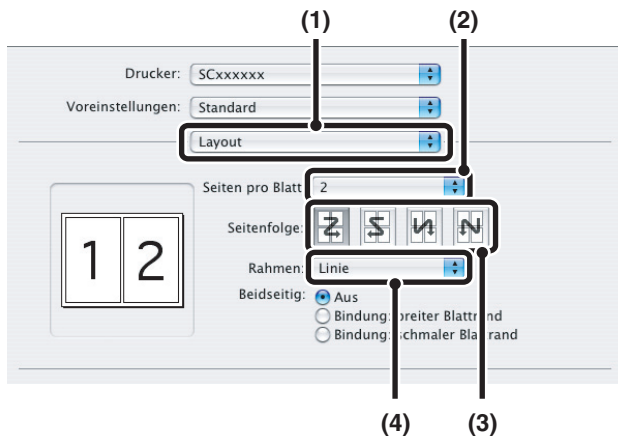 (1) (2)
Drucker: SCxxxxxx
Voreinstellungen: Standard
Layout
Seiten pro Blatt 2
Seitenfolge:
1 2
Rahmen: Linie
Beidseitig: Aus
Bindung: breiter Blattrand
Bindung: schmaler Blattrand
(4) (3)